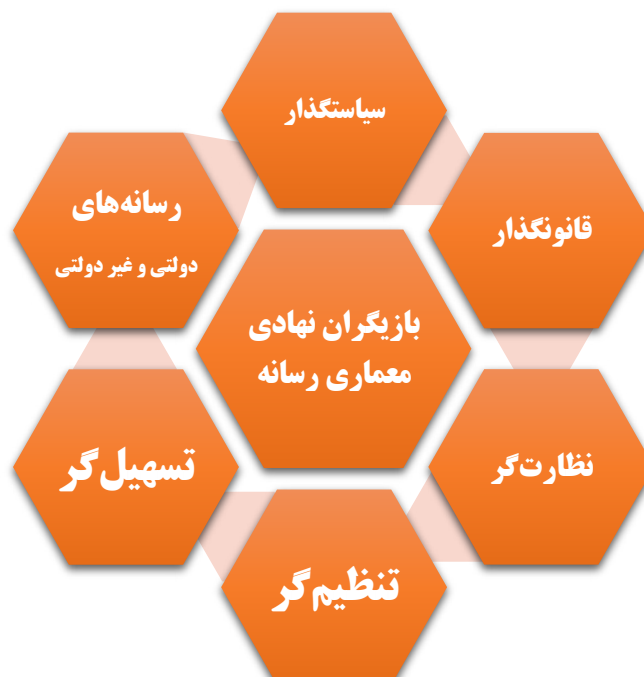 سیاستگذار
قانونگذار
نظارت‌گر
تنظیم‌گر
تسهیل‌گر
رسانه‌های
دولتی و غیر دولتی
بازیگران نهادی
معماری رسانه